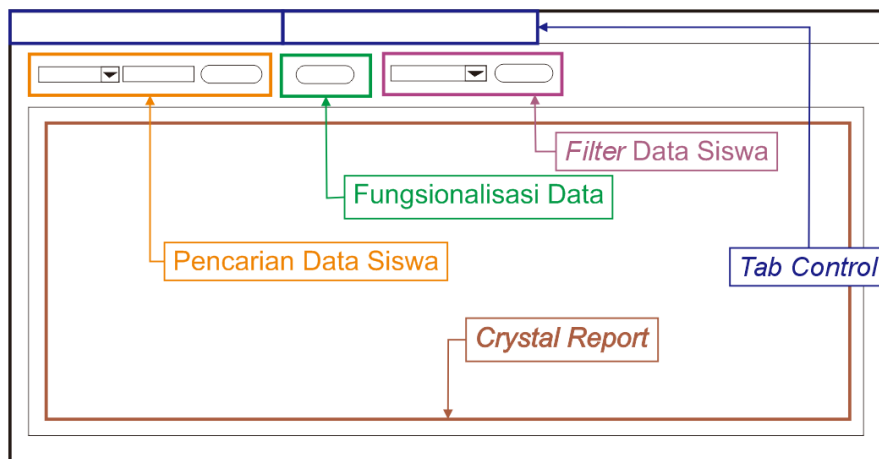 Filter Data Siswa
Fungsionalisasi Data
Pencarian Data Siswa
Tab Control
Crystal Report